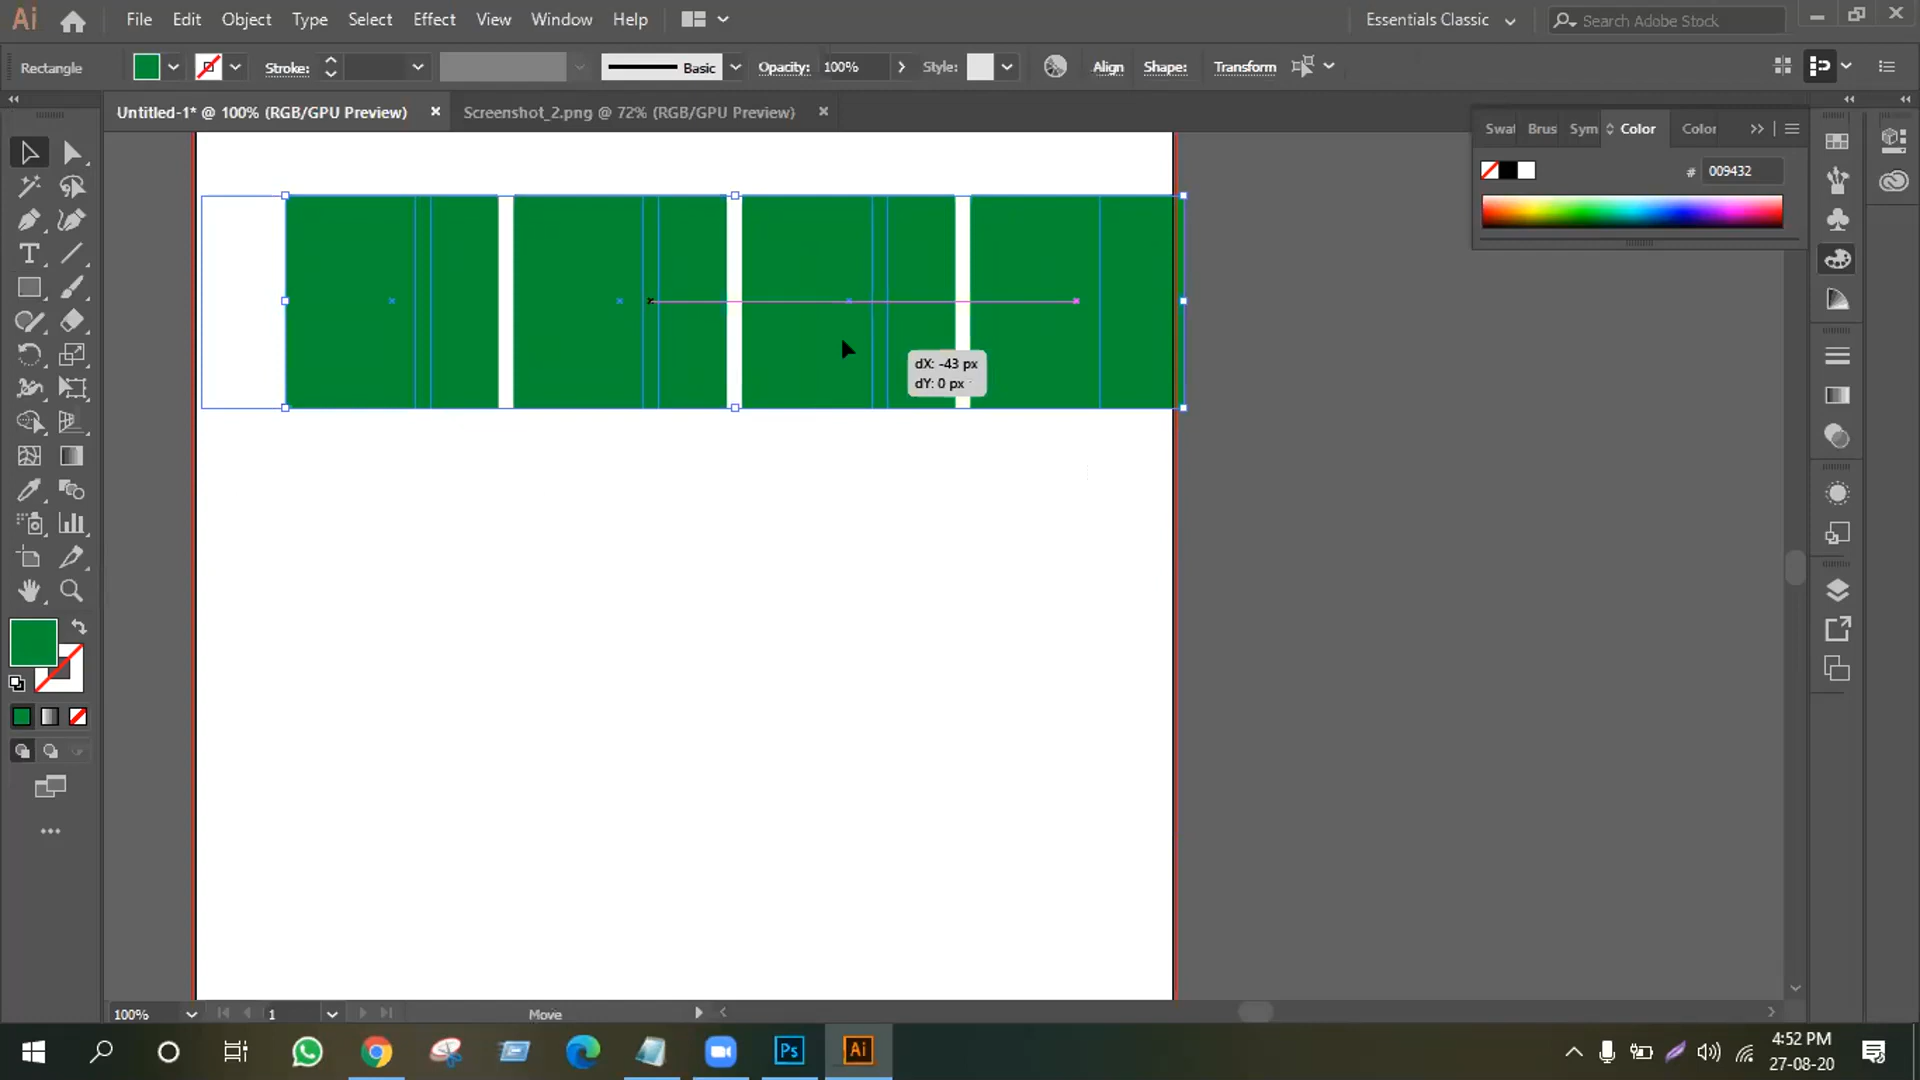 Ai File Edit Object Type Select Effect View Window Help Essentials Classic Search Adobe Stock
Rectangle Stroke: Basic Opacity: 100% Style: Align Shape: Transform
Untitled-1* @ 100% (RGB/GPU Preview) × Screenshot_2.png @ 72% (RGB/GPU Preview) ×
Swat Brus Sym Color Color
# 009432
dX: -43 px
dY: 0 px
100% 1 Move
Ps Ai
4:52 PM
27-08-20